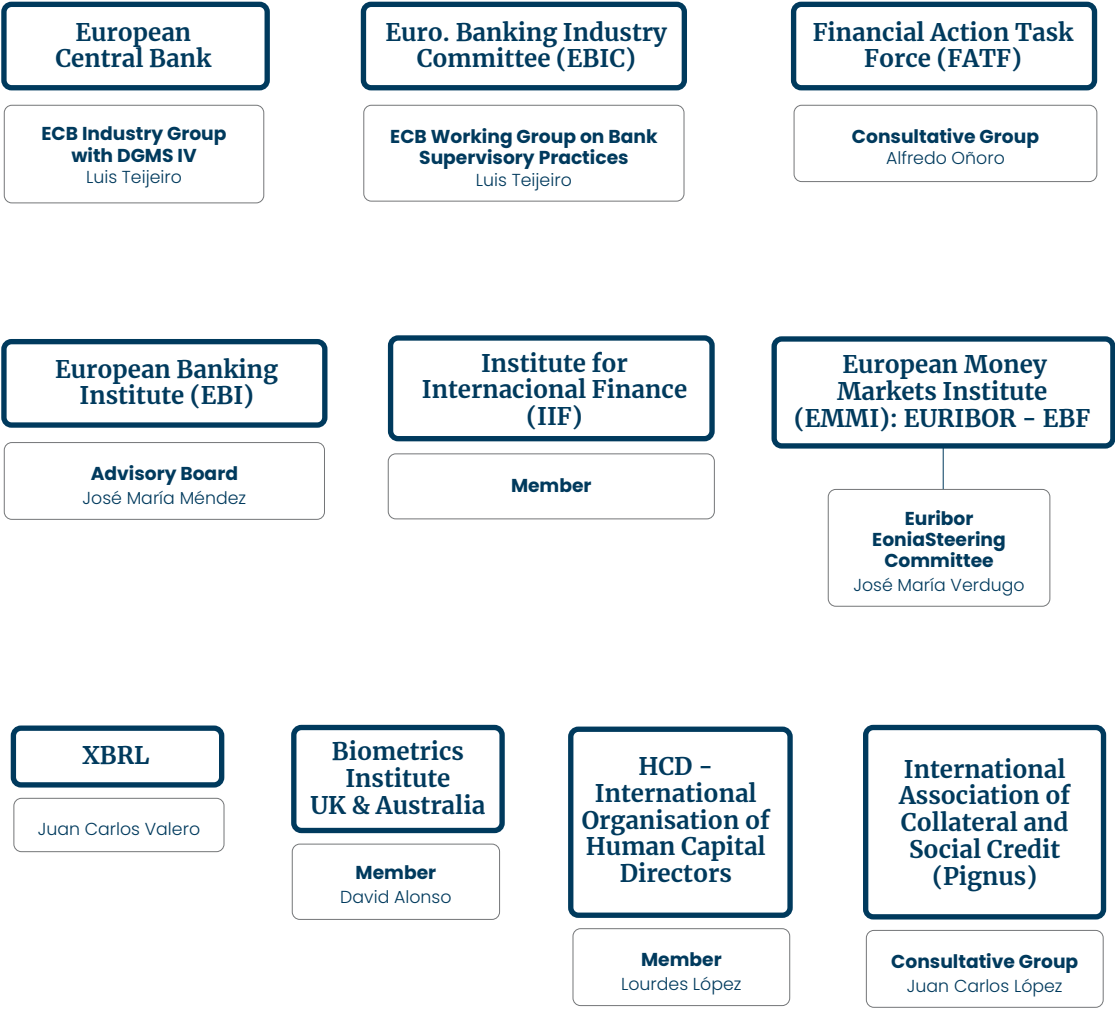 European
Central Bank
ECB Industry Group
with DGMS IV
Luis Teijeiro
Euro. Banking Industry
Committee (EBIC)
ECB Working Group on Bank
Supervisory Practices
Luis Teijeiro
Financial Action Task
Force (FATF)
Consultative Group
Alfredo Oñoro
European Banking
Institute (EBI)
Advisory Board
José María Méndez
Institute for
Internacional Finance
(IIF)
Member
European Money
Markets Institute
(EMMI): EURIBOR - EBF
Euribor
EoniaSteering
Committee
José María Verdugo
XBRL
Juan Carlos Valero
Biometrics
Institute
UK & Australia
Member
David Alonso
HCD -
International
Organisation of
Human Capital
Directors
Member
Lourdes López
International
Association of
Collateral and
Social Credit
(Pignus)
Consultative Group
Juan Carlos López